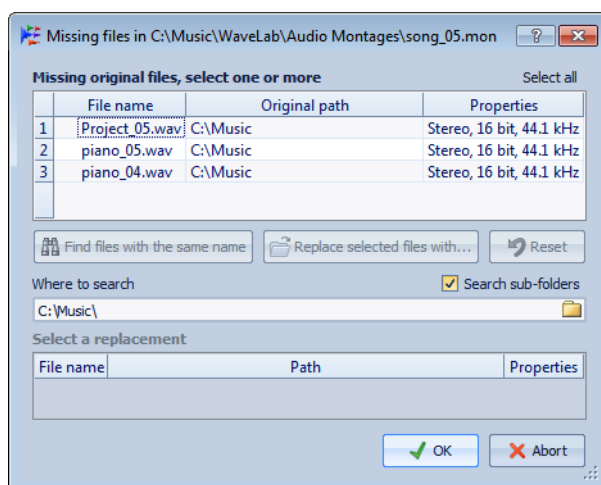 Missing files in C:\Music\WaveLab\Audio Montages\song_05.mon
Missing original files, select one or more Select all
File name Original path Properties
1 Project_05.wav C:\Music Stereo, 16 bit, 44.1 kHz
2 piano_05.wav C:\Music Stereo, 16 bit, 44.1 kHz
3 piano_04.wav C:\Music Stereo, 16 bit, 44.1 kHz
Find files with the same name Replace selected files with... Reset
Where to search Search sub-folders
C:\Music\
Select a replacement
File name Path Properties
OK Abort